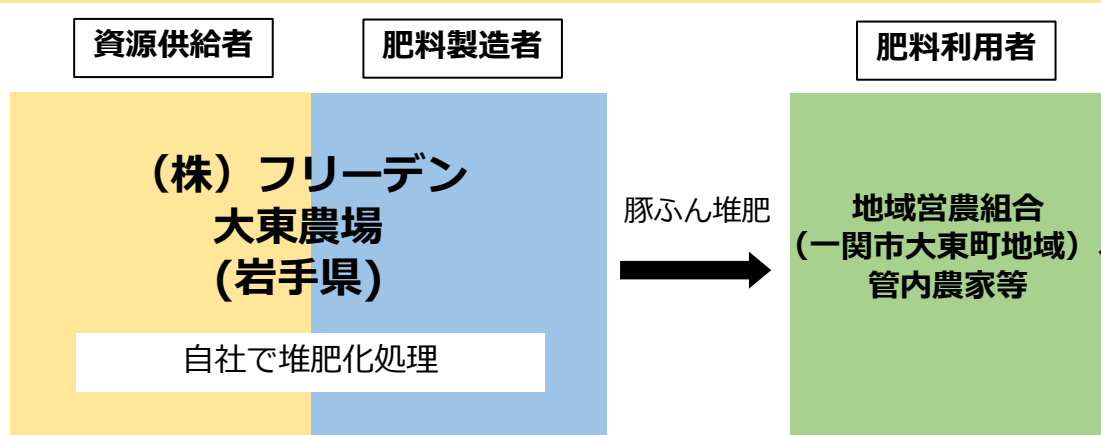 資源供給者
肥料製造者
肥料利用者
（株）フリーデン
大東農場
(岩手県)
自社で堆肥化処理
豚ふん堆肥
地域営農組合
（一関市大東町地域）、
管内農家等